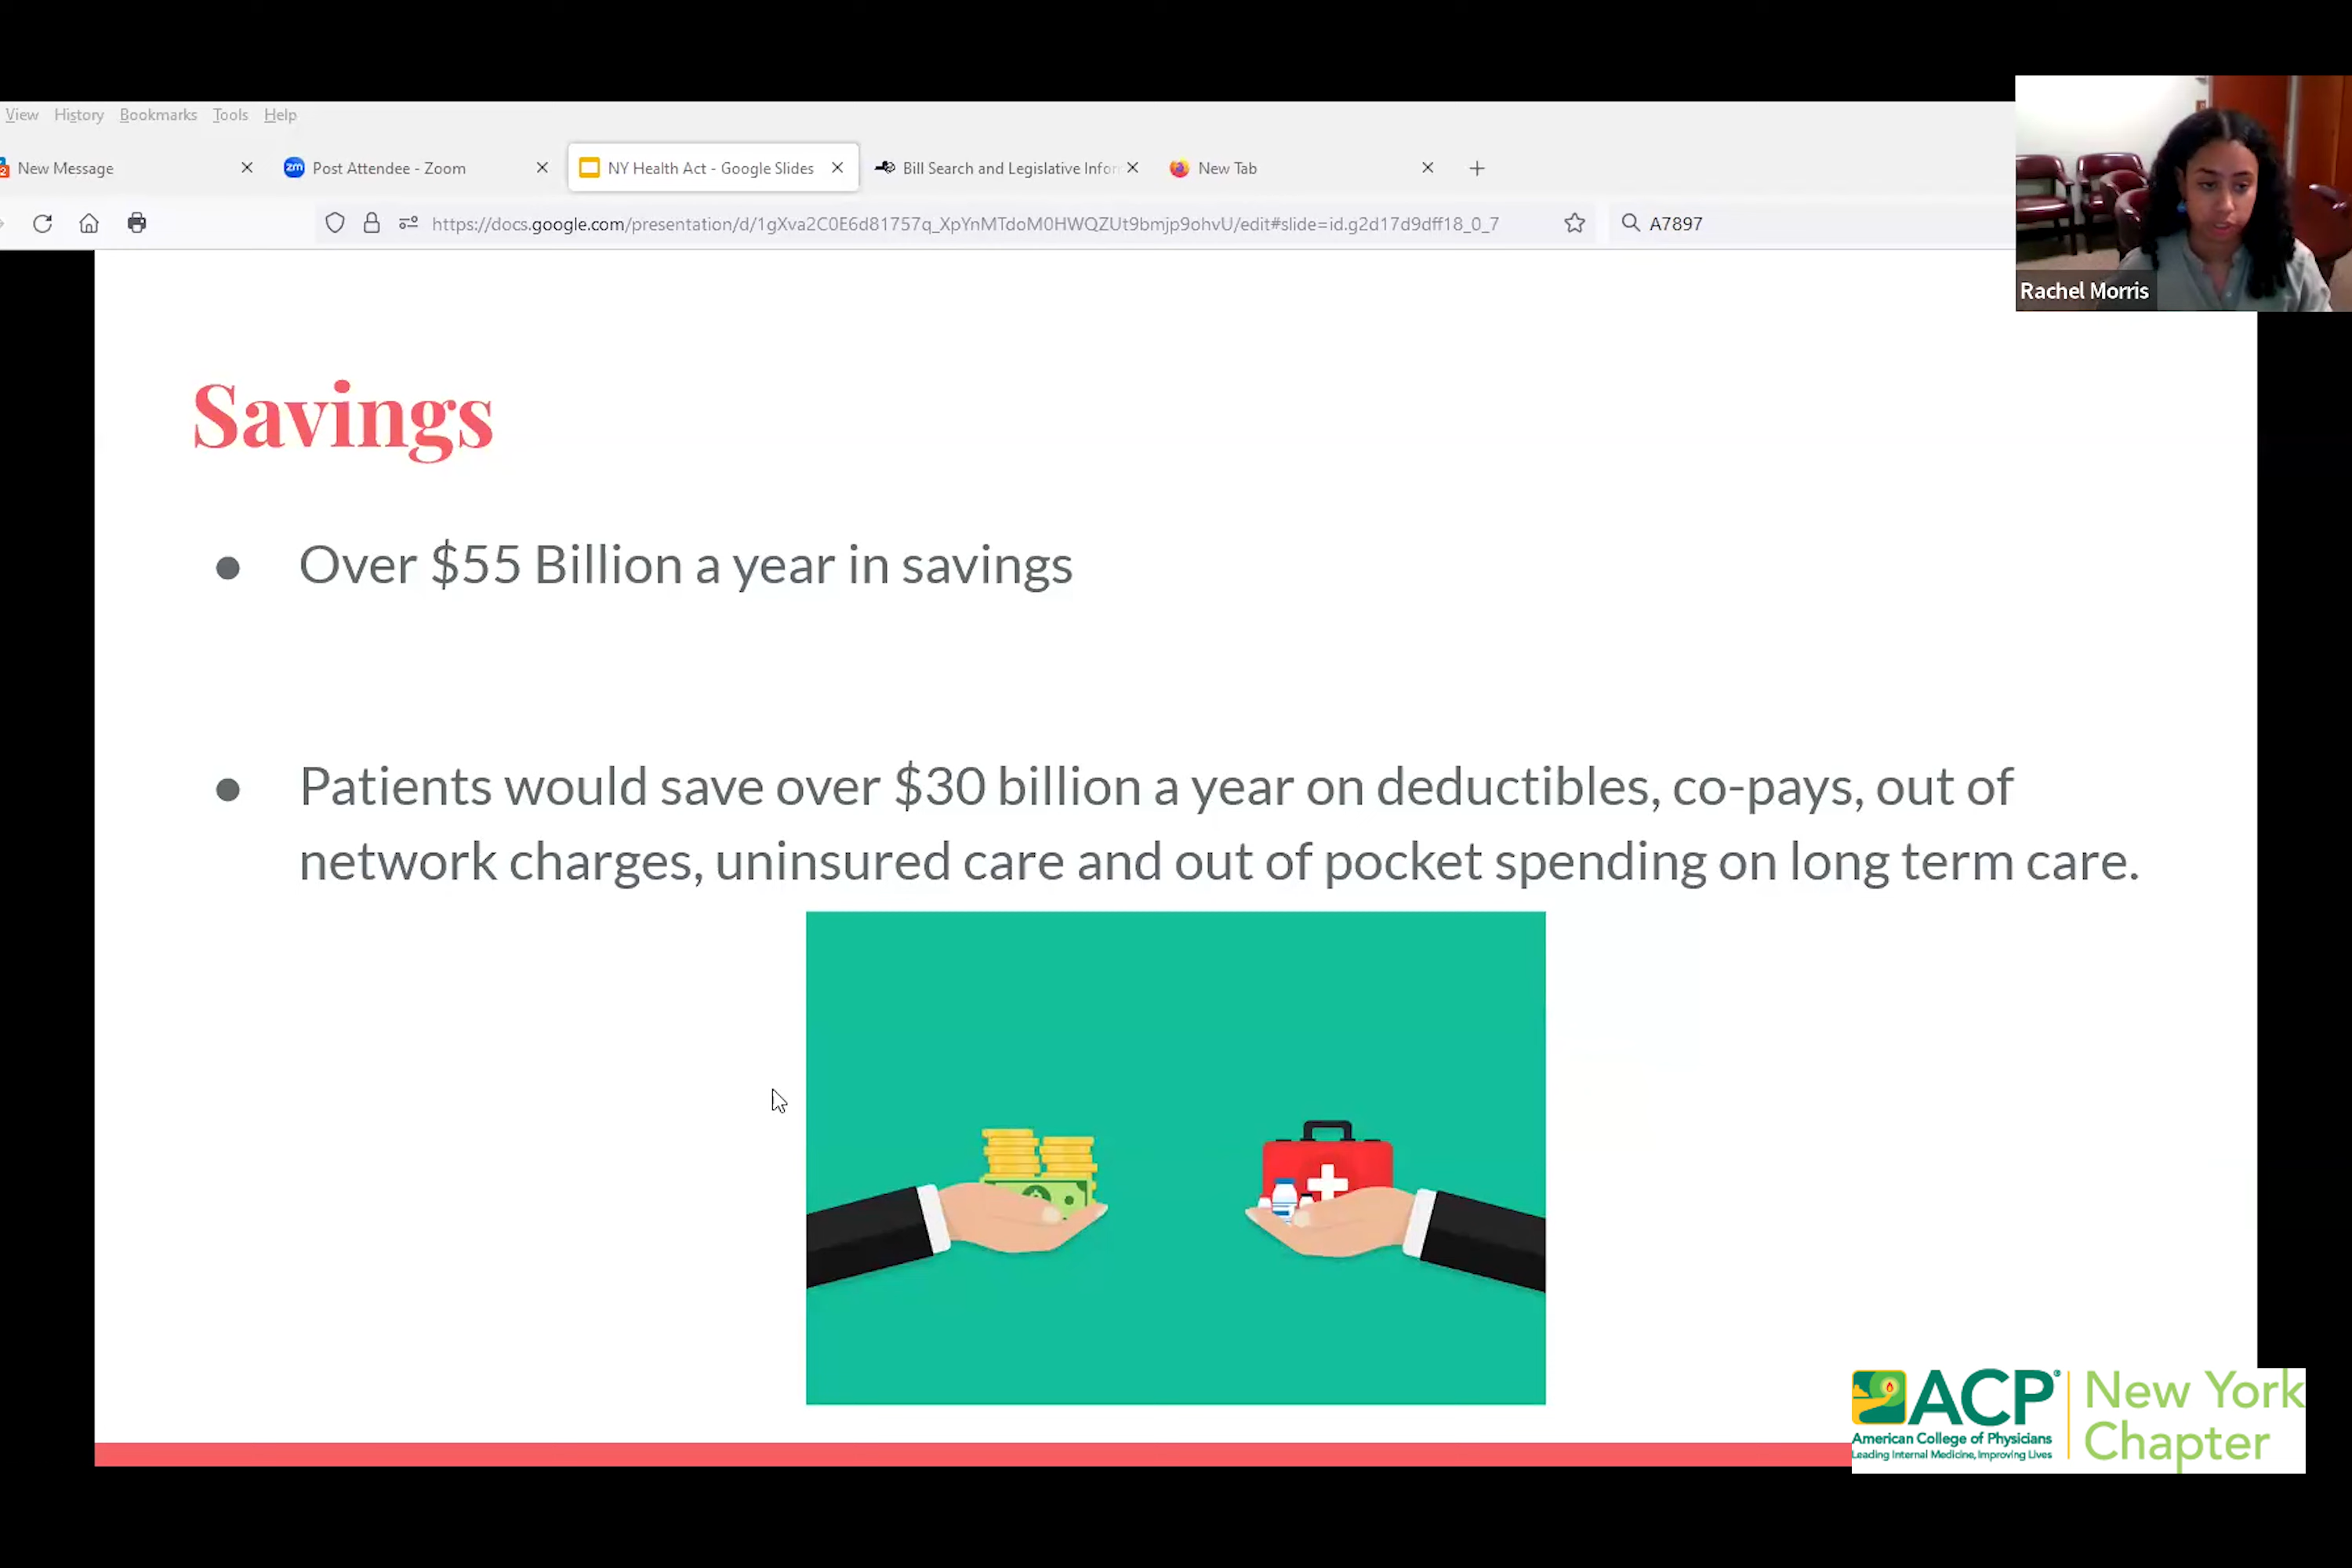 View History Bookmarks Tools Help
New Message
Post Attendee - Zoom
NY Health Act - Google Slides
Bill Search and Legislative Infor
New Tab
https://docs.google.com/presentation/d/1gXva2C0E6d81757q_XpYnMTdoM0HWQZUt9bmjp9ohvU/edit#slide=id.g2d17d9dff18_0_7
A7897
Rachel Morris
Savings
● Over $55 Billion a year in savings
● Patients would save over $30 billion a year on deductibles, co-pays, out of
network charges, uninsured care and out of pocket spending on long term care.
ACP®
American College of Physicians
Leading Internal Medicine, Improving Lives
New York
Chapter